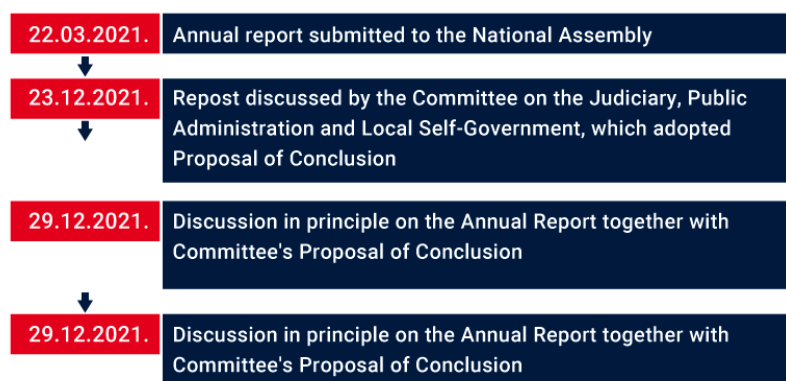 22.03.2021. Annual report submitted to the National Assembly
23.12.2021. Repost discussed by the Committee on the Judiciary, Public
Administration and Local Self-Government, which adopted
Proposal of Conclusion
29.12.2021. Discussion in principle on the Annual Report together with
Committee's Proposal of Conclusion
29.12.2021. Discussion in principle on the Annual Report together with
Committee's Proposal of Conclusion